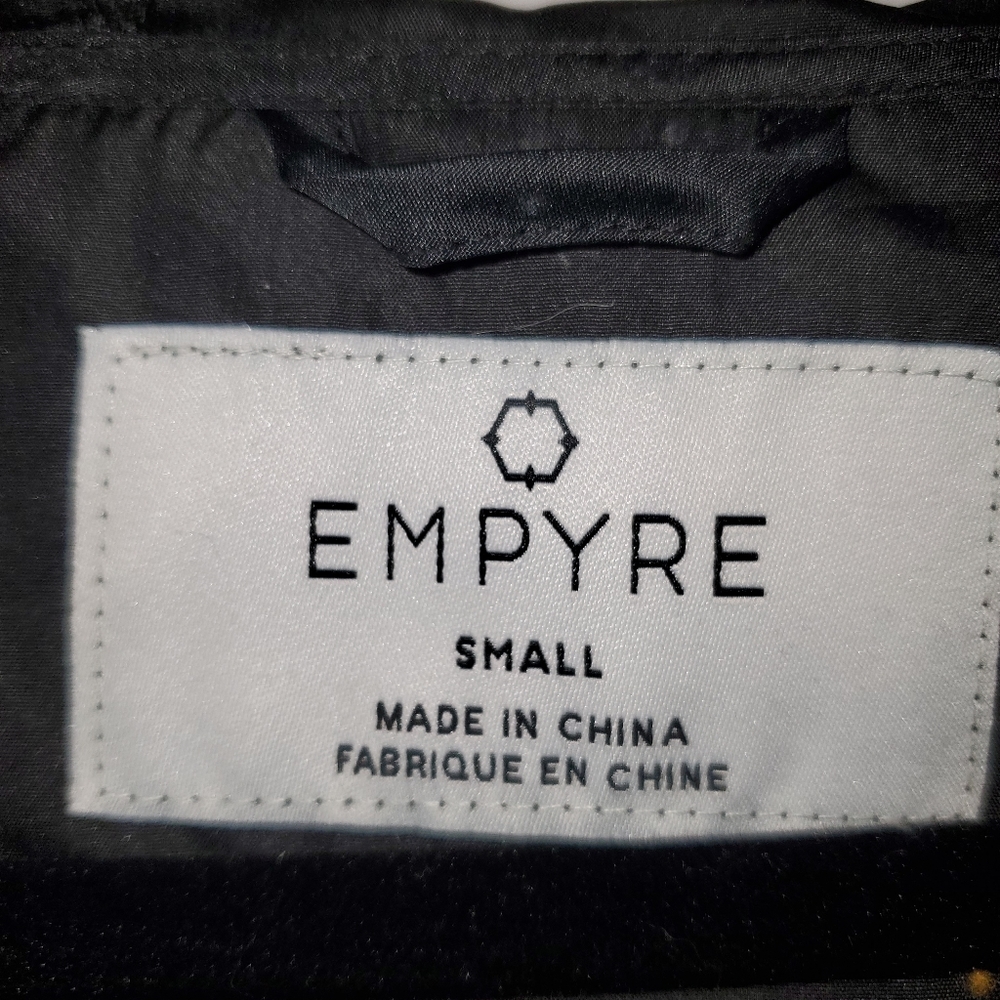 EMPYRE
SMALL
MADE IN CHINA
FABRIQUE EN CHINE